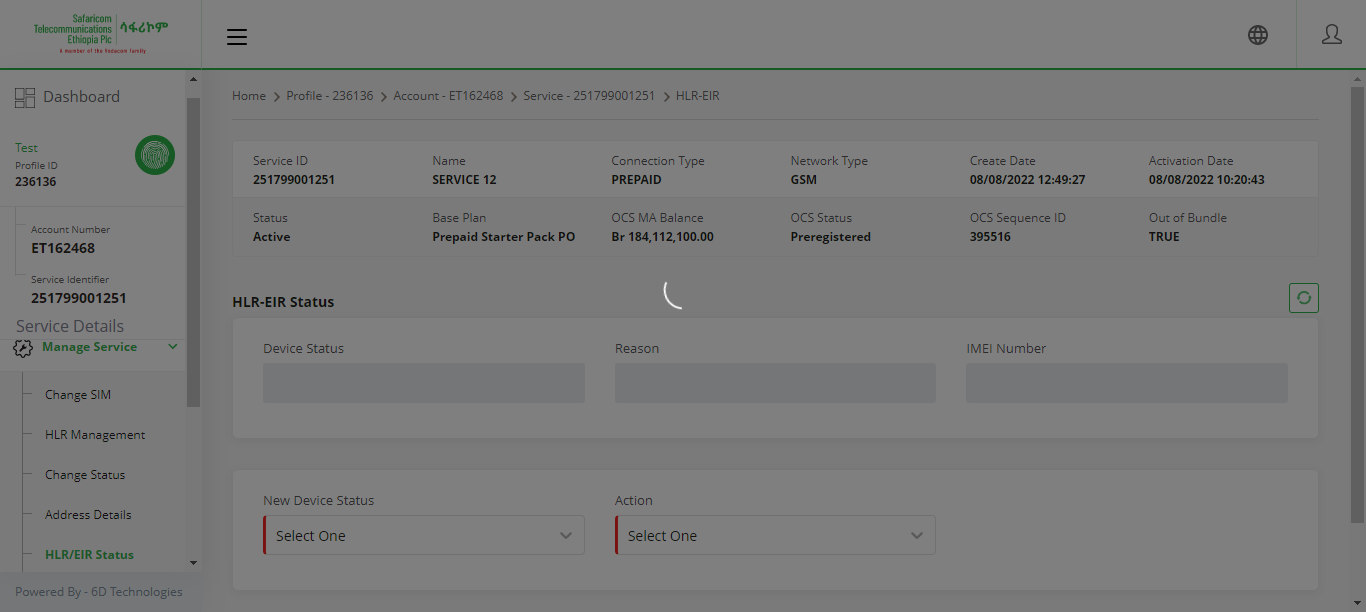 Safaricom
Telecommunications
Ethiopia Plc
ሳፋሪኮም
A member of the Vodacom family
Dashboard
Test
Profile ID
236136
Account Number
ET162468
Service Identifier
251799001251
Service Details
Manage Service
Change SIM
HLR Management
Change Status
Address Details
HLR/EIR Status
Powered By - 6D Technologies
Home > Profile - 236136 > Account - ET162468 > Service - 251799001251 > HLR-EIR
Service ID Name Connection Type Network Type Create Date Activation Date
251799001251 SERVICE 12 PREPAID GSM 08/08/2022 12:49:27 08/08/2022 10:20:43
Status Base Plan OCS MA Balance OCS Status OCS Sequence ID Out of Bundle
Active Prepaid Starter Pack PO Br 184,112,100.00 Preregistered 395516 TRUE
HLR-EIR Status
Device Status Reason IMEI Number
New Device Status Action
Select One Select One